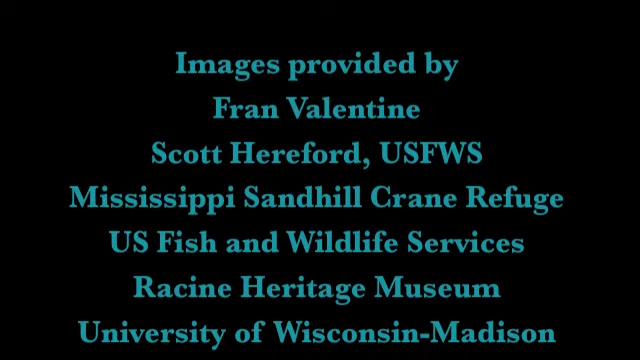 Images provided by
Fran Valentine
Scott Hereford, USFWS
Mississippi Sandhill Crane Refuge
US Fish and Wildlife Services
Racine Heritage Museum
University of Wisconsin-Madison